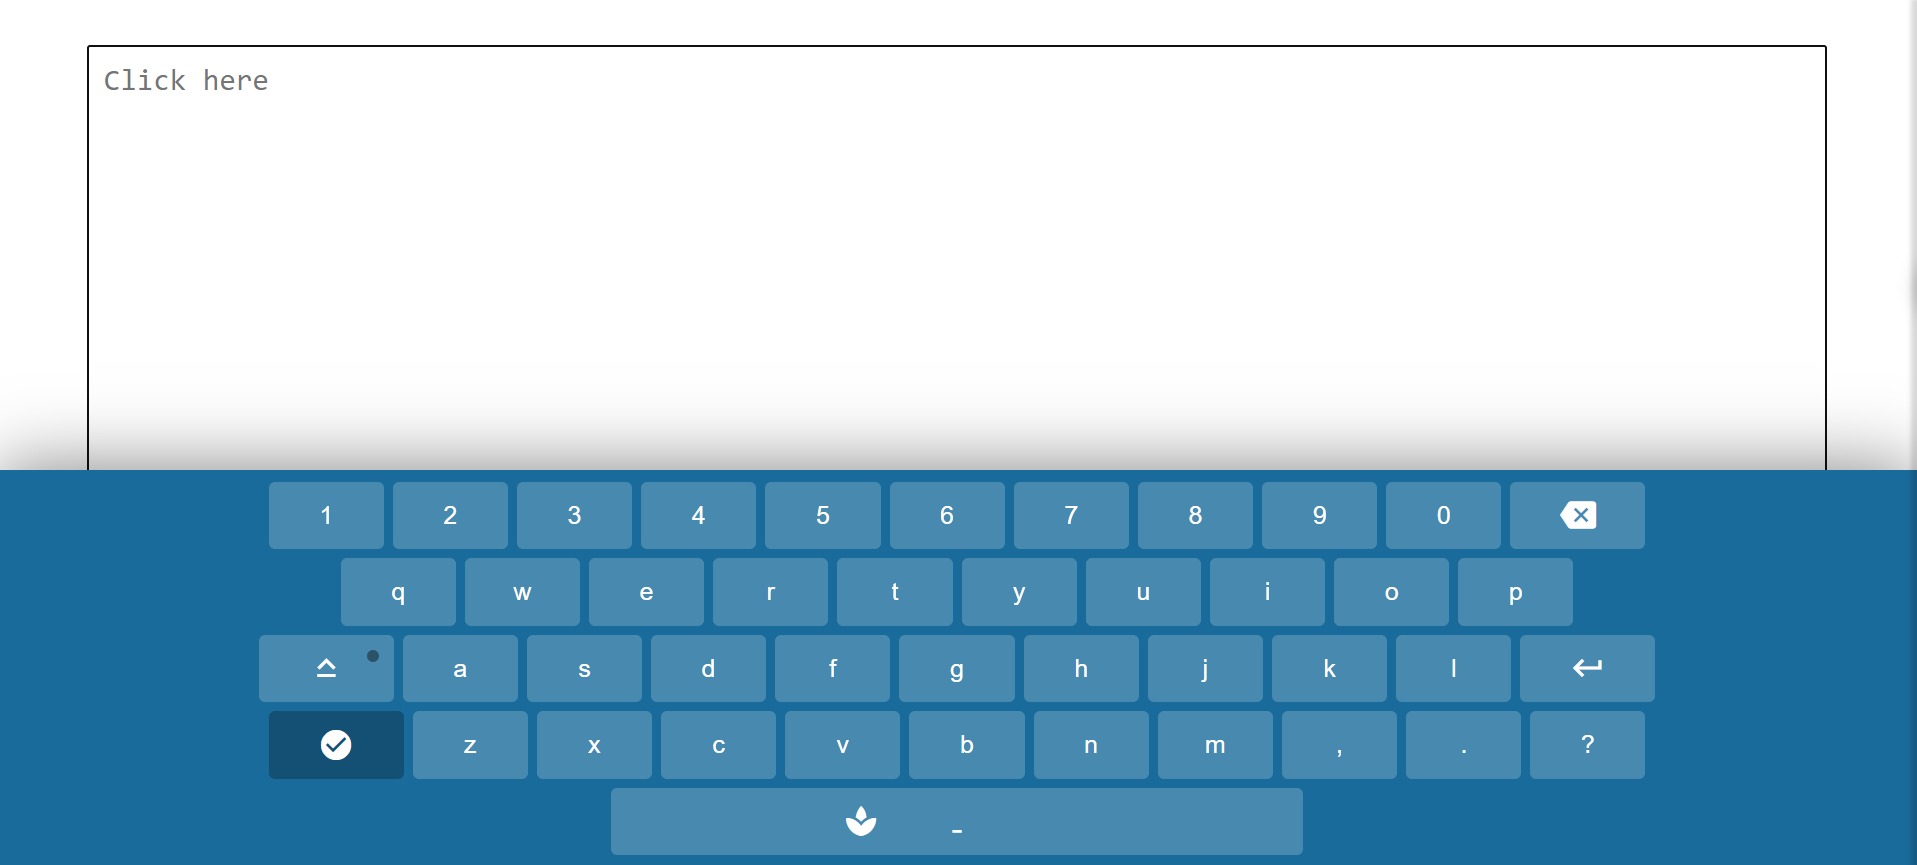 Click here
1 2 3 4 5 6 7 8 9 0
q w e r t y u i o p
a s d f g h j k l
z x c v b n m , . ?
-